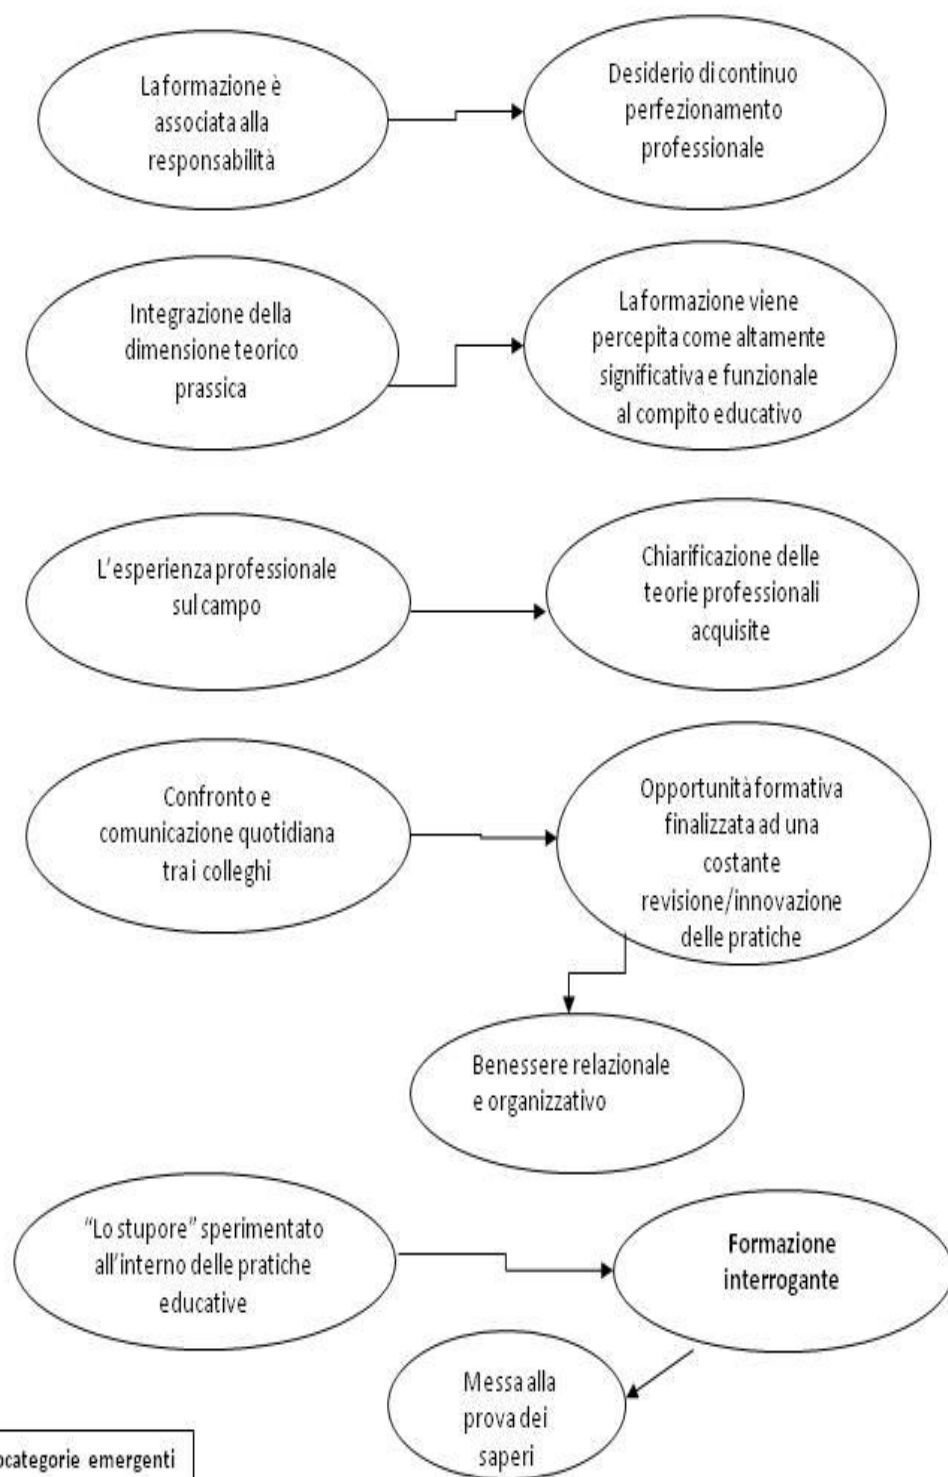 La formazione è
associata alla
responsabilità
Desiderio di continuo
perfezionamento
professionale
Integrazione della
dimensione teorico
prassica
La formazione viene
percepita come altamente
significativa e funzionale
al compito educativo
L'esperienza professionale
sul campo
Chiarificazione delle
teorie professionali
acquisite
Confronto e
comunicazione quotidiana
tra i colleghi
Opportunità formativa
finalizzata ad una
costante
revisione/innovazione
delle pratiche
Benessere relazionale
e organizzativo
“Lo stupore” sperimentato
all'interno delle pratiche
educative
Formazione
interrogante
Messa alla
prova dei
saperi
emergenti